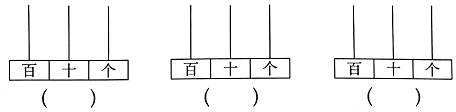 百 十 个 百 十 个 百 十 个
( ) ( ) ( )